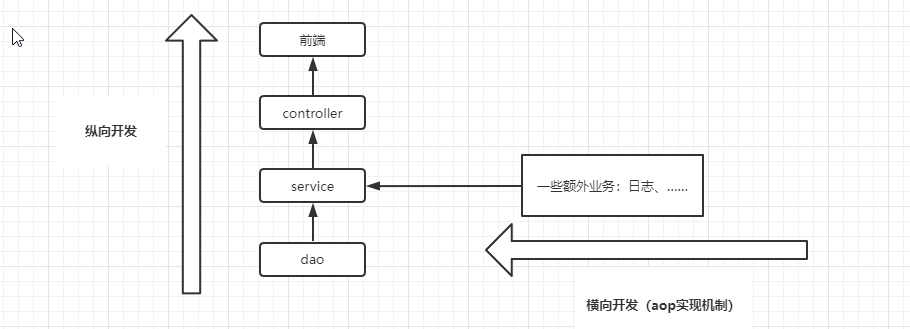 前端
controller
纵向开发
service
一些额外业务：日志、......
dao
横向开发（aop实现机制）